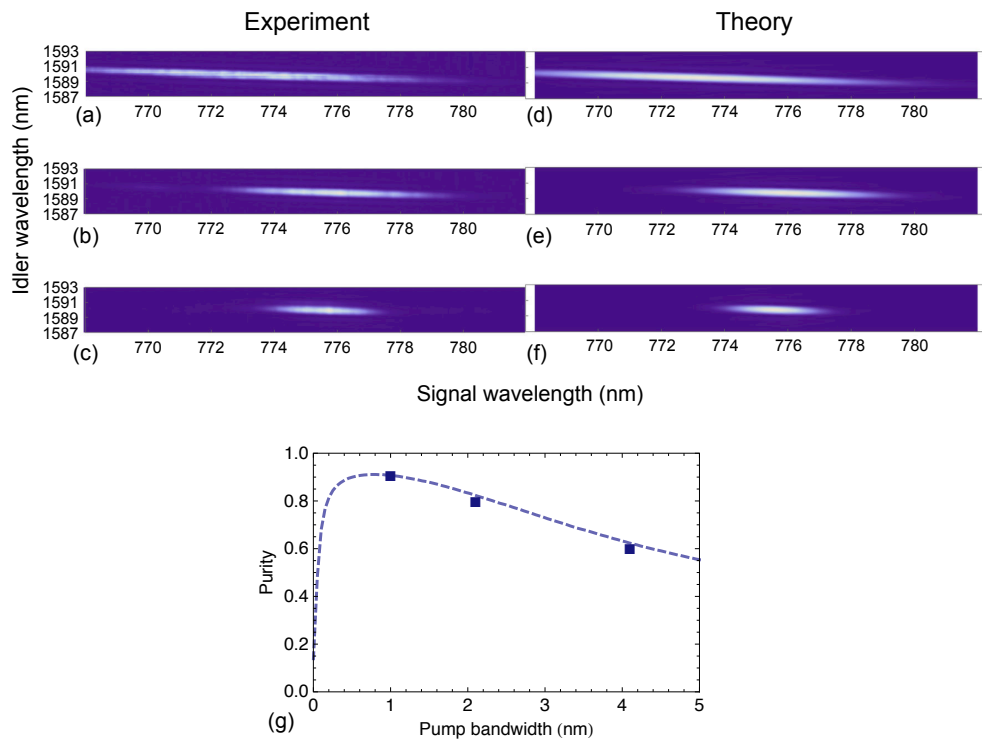 Experiment
Theory
Idler wavelength (nm)
1593
1591
1589
1587
(a)
770 772 774 776 778 780
(d)
770 772 774 776 778 780
1593
1591
1589
1587
(b)
770 772 774 776 778 780
(e)
770 772 774 775 778 780
1593
1591
1589
1587
(c)
770 772 774 776 778 780
(f)
770 772 774 775 778 780
Signal wavelength (nm)
Purity
1.0
0.8
0.6
0.4
0.2
0.0
0 1 2 3 4 5
(g)
Pump bandwidth (nm)